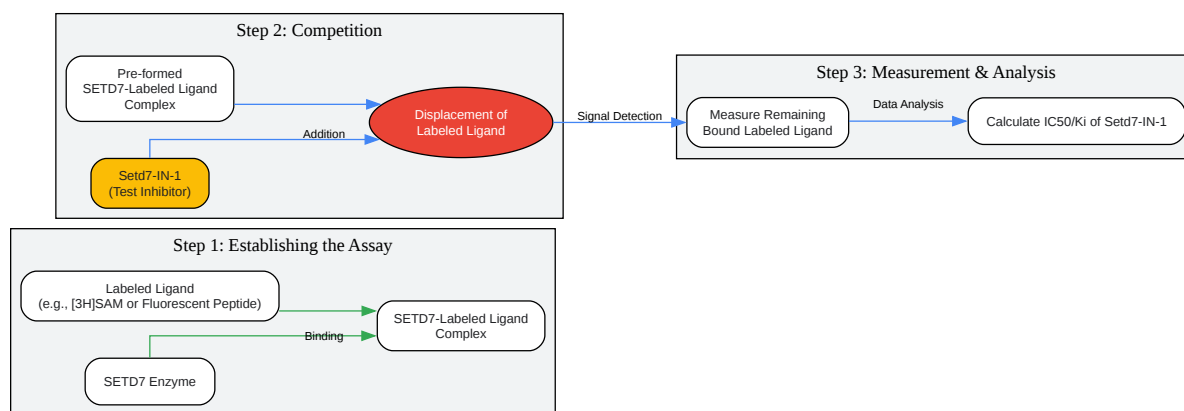 Step 2: Competition
Pre-formed
SETD7-Labeled Ligand
Complex
Addition
Setd7-IN-1
(Test Inhibitor)
Displacement of
Labeled Ligand
Signal Detection
Step 3: Measurement & Analysis
Measure Remaining
Bound Labeled Ligand
Data Analysis
Calculate IC50/Ki of Setd7-IN-1
Step 1: Establishing the Assay
Labeled Ligand
(e.g., [3H]SAM or Fluorescent Peptide)
Binding
SETD7 Enzyme
SETD7-Labeled Ligand
Complex